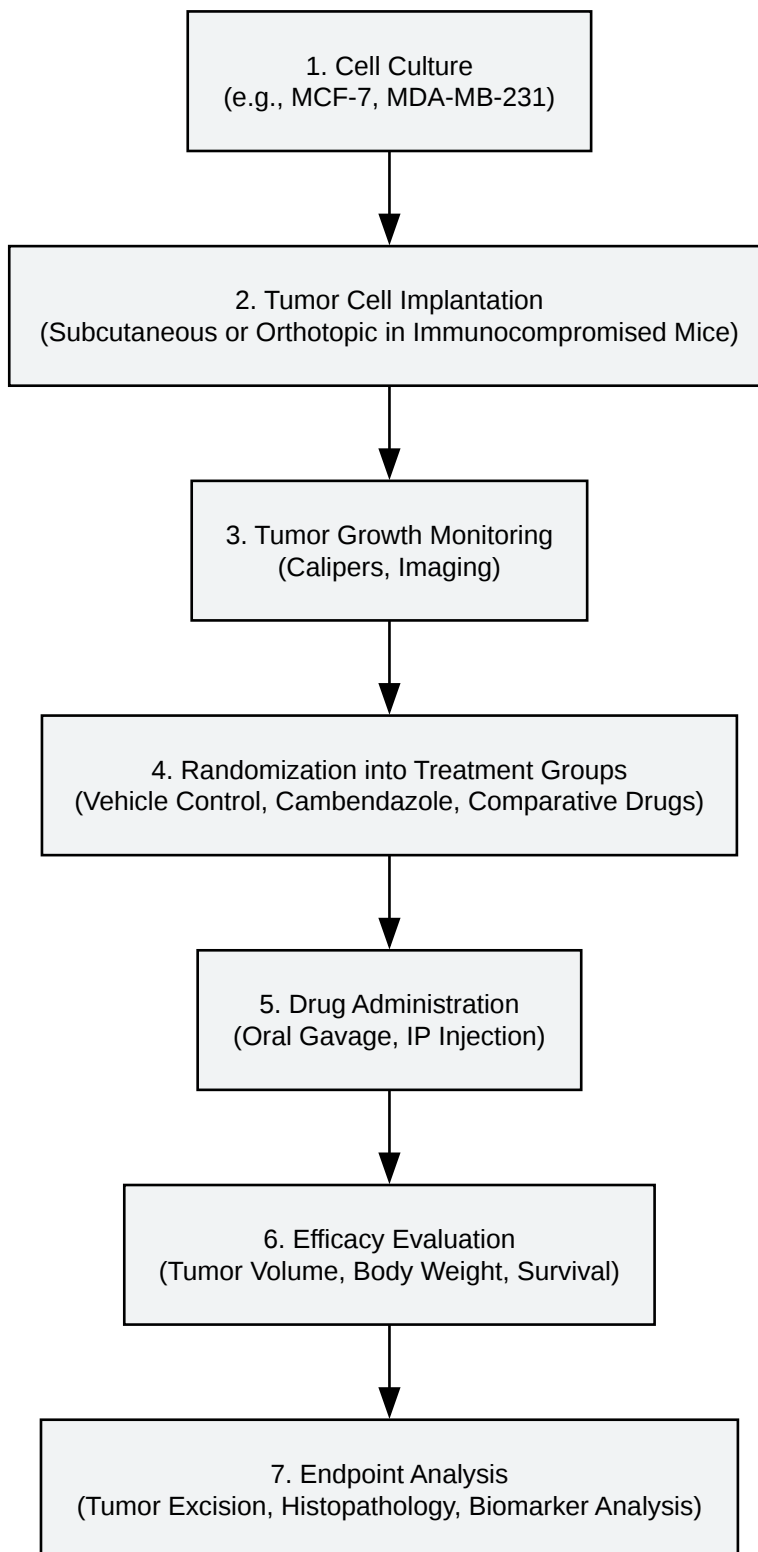 1. Cell Culture
(e.g., MCF-7, MDA-MB-231)
2. Tumor Cell Implantation
(Subcutaneous or Orthotopic in Immunocompromised Mice)
3. Tumor Growth Monitoring
(Calipers, Imaging)
4. Randomization into Treatment Groups
(Vehicle Control, Cambendazole, Comparative Drugs)
5. Drug Administration
(Oral Gavage, IP Injection)
6. Efficacy Evaluation
(Tumor Volume, Body Weight, Survival)
7. Endpoint Analysis
(Tumor Excision, Histopathology, Biomarker Analysis)